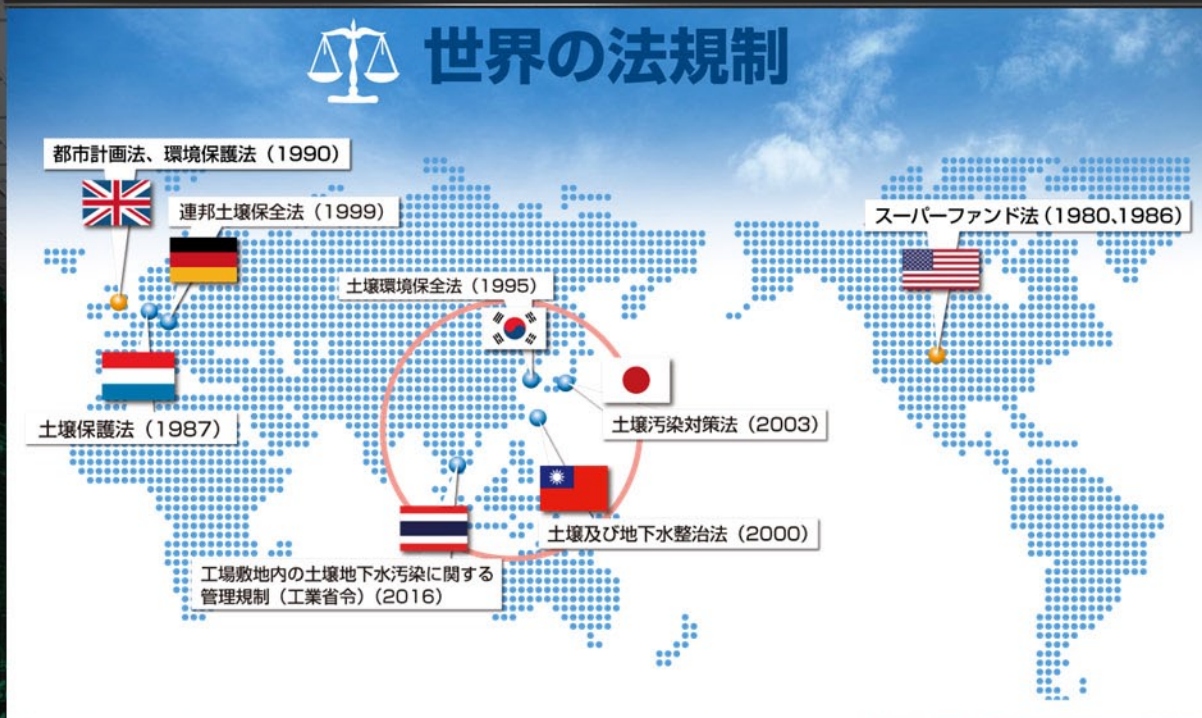 世界の法規制
都市計画法、環境保護法（1990）
連邦土壌保全法（1999）
スーパーファンド法（1980、1986）
土壌環境保全法（1995）
土壌保護法（1987）
土壌汚染対策法（2003）
土壌及び地下水整治法（2000）
工場敷地内の土壌地下水汚染に関する
管理規制（工業省令）（2016）